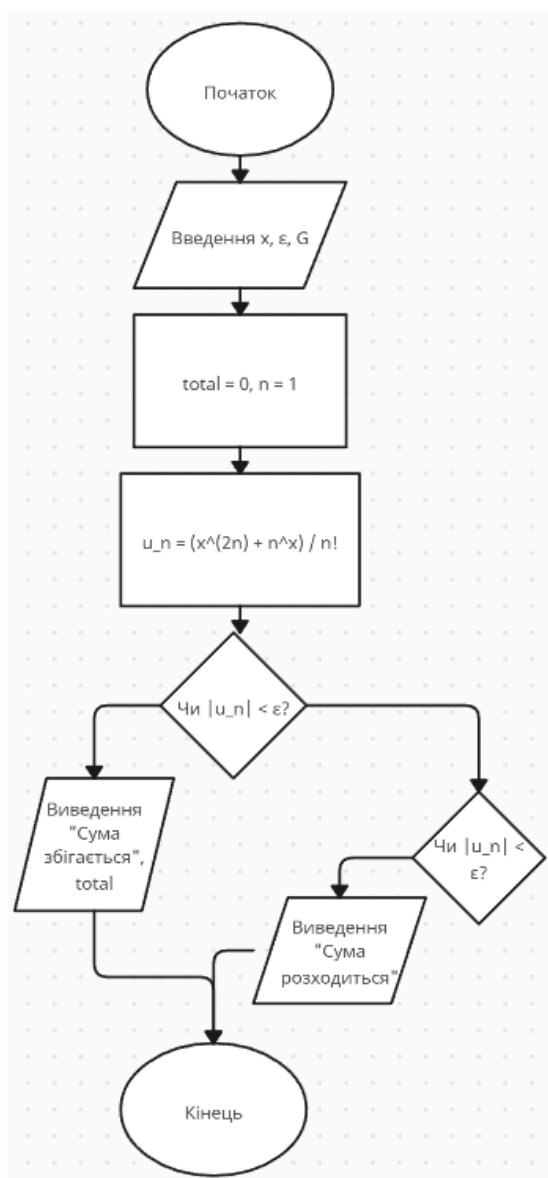 Початок
Введення x, ε, G
total = 0, n = 1
u_n = (x^(2n) + n^x) / n!
Чи |u_n| < ε?
Виведення
"Сума
збігається",
total
Чи |u_n| <
ε?
Виведення
"Сума
розходиться"
Кінець